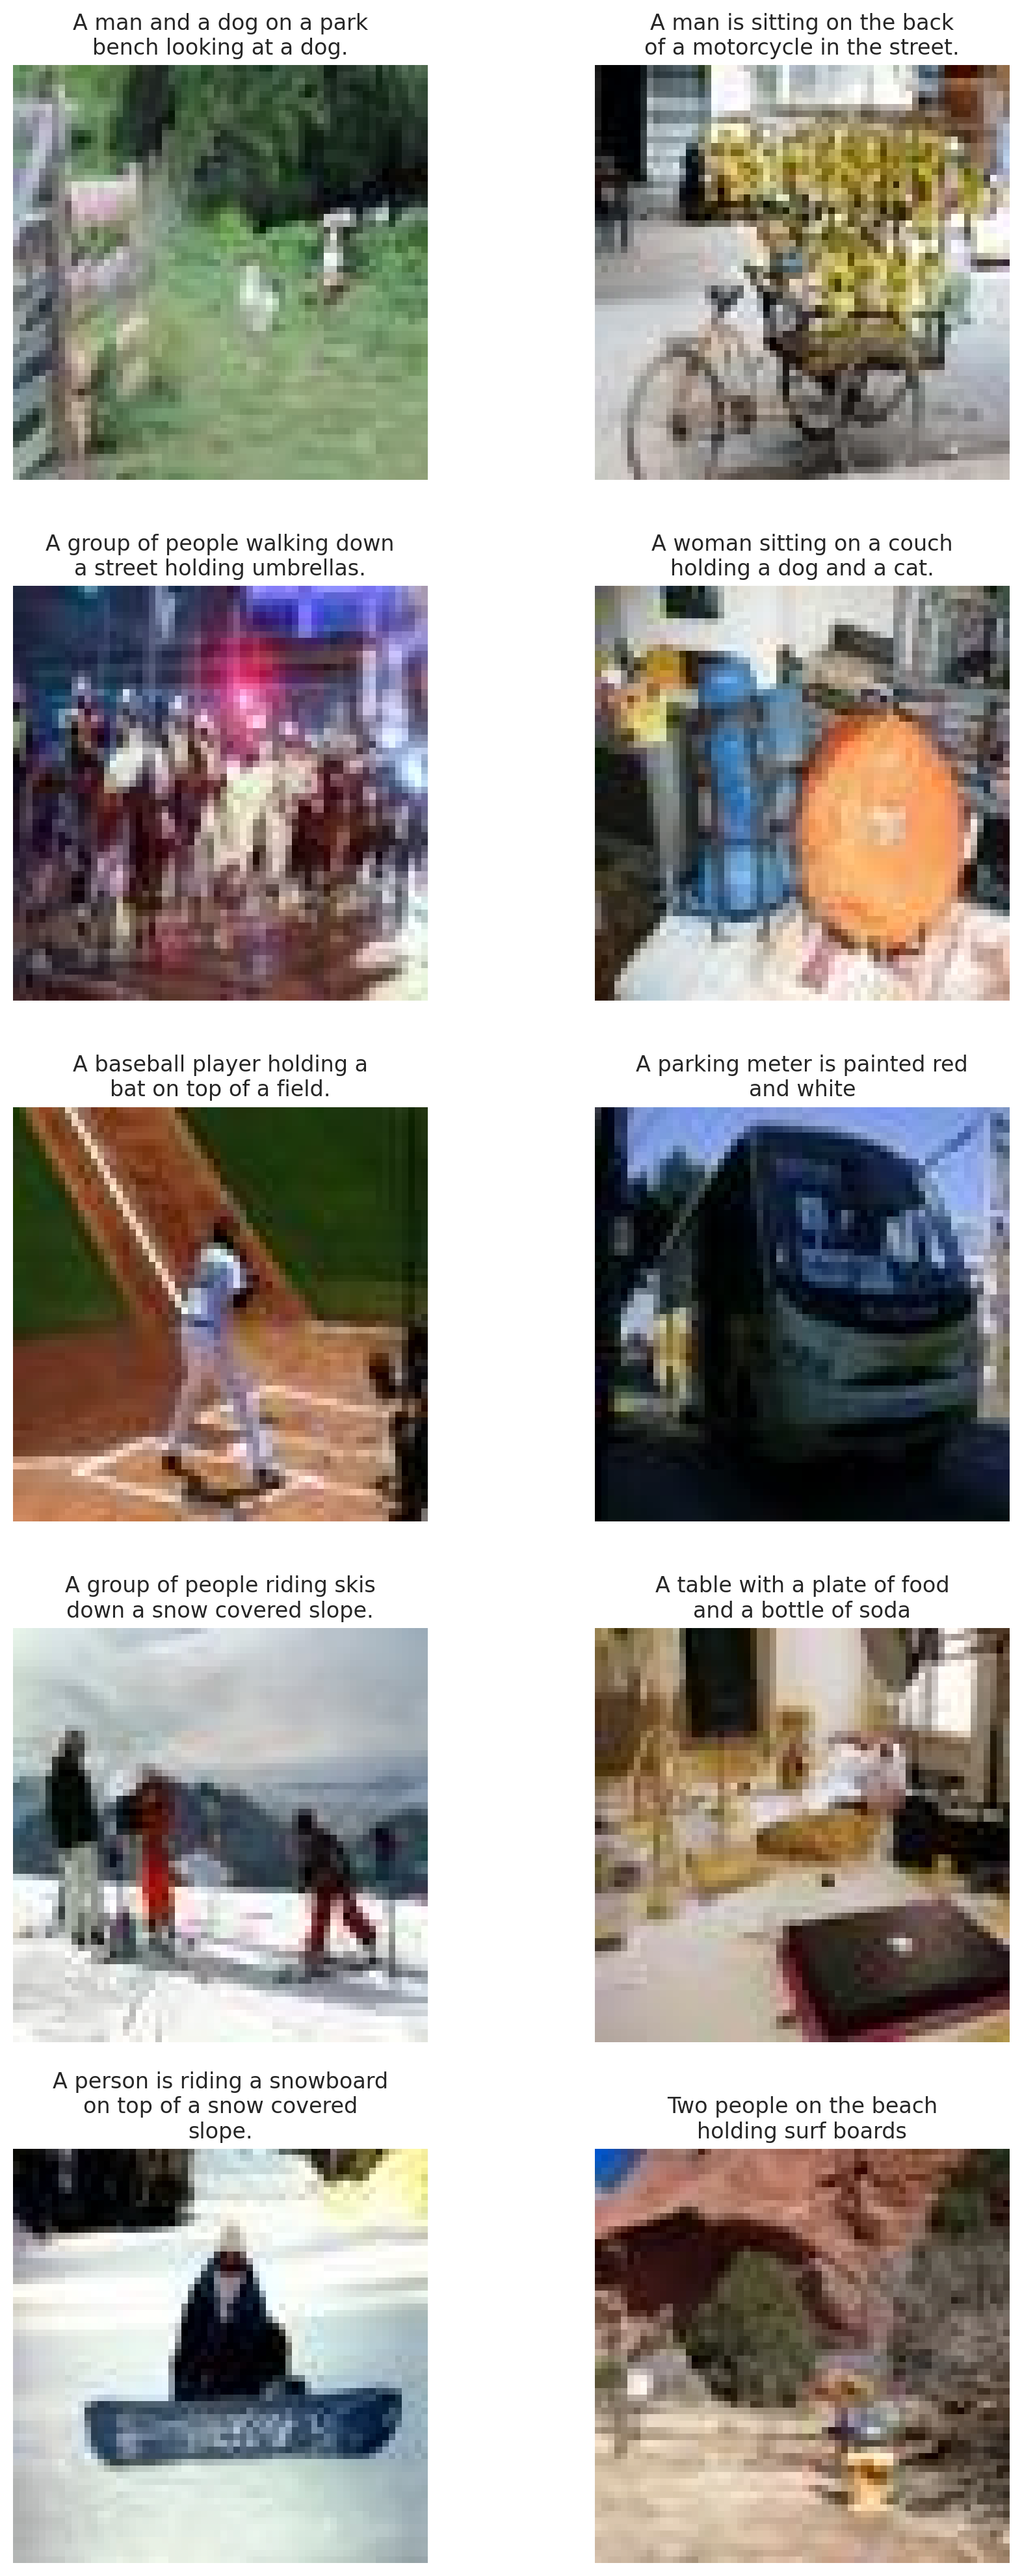 A man and a dog on a park
bench looking at a dog.
A man is sitting on the back
of a motorcycle in the street.
A group of people walking down
a street holding umbrellas.
A woman sitting on a couch
holding a dog and a cat.
A baseball player holding a
bat on top of a field.
A parking meter is painted red
and white
A group of people riding skis
down a snow covered slope.
A table with a plate of food
and a bottle of soda
A person is riding a snowboard
on top of a snow covered
slope.
Two people on the beach
holding surf boards